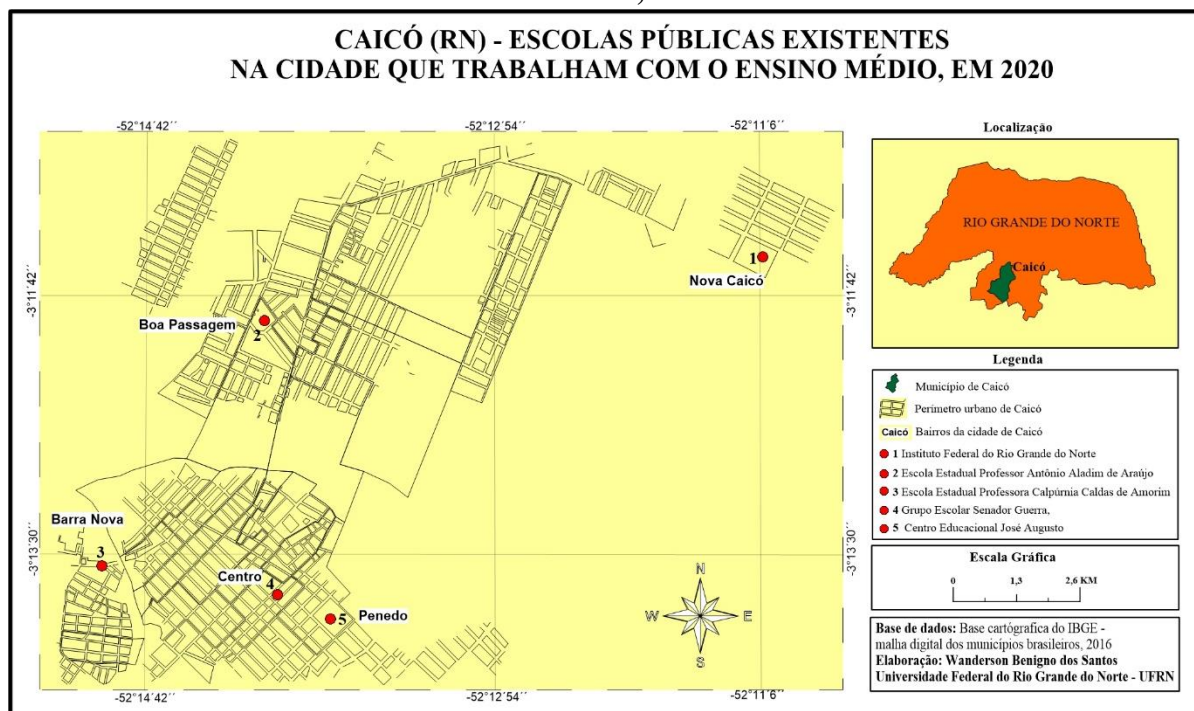 CAICÓ (RN) - ESCOLAS PÚBLICAS EXISTENTES
NA CIDADE QUE TRABALHAM COM O ENSINO MÉDIO, EM 2020
-52°14´42´´
-52°12´54´´
-52°11´6´´
-3°11´42´´
-3°11´42´´
-3°13´30´´
-3°13´30´´
1
Nova Caicó
Boa Passagem
2
Barra Nova
3
Centro
4
5 Penedo
N
W E
S
-52°14´42´´
-52°12´54´´
-52°11´6´´
Localização
RIO GRANDE DO NORTE
Caicó
Legenda
Município de Caicó
Perímetro urbano de Caicó
Caicó Bairros da cidade de Caicó
1 Instituto Federal do Rio Grande do Norte
2 Escola Estadual Professor Antônio Aladim de Araújo
3 Escola Estadual Professora Calpúrnia Caldas de Amorim
4 Grupo Escolar Senador Guerra,
5 Centro Educacional José Augusto
Escala Gráfica
0 1,3 2,6 KM
Base de dados: Base cartográfica do IBGE -
malha digital dos municípios brasileiros, 2016
Elaboração: Wanderson Benigno dos Santos
Universidade Federal do Rio Grande do Norte - UFRN